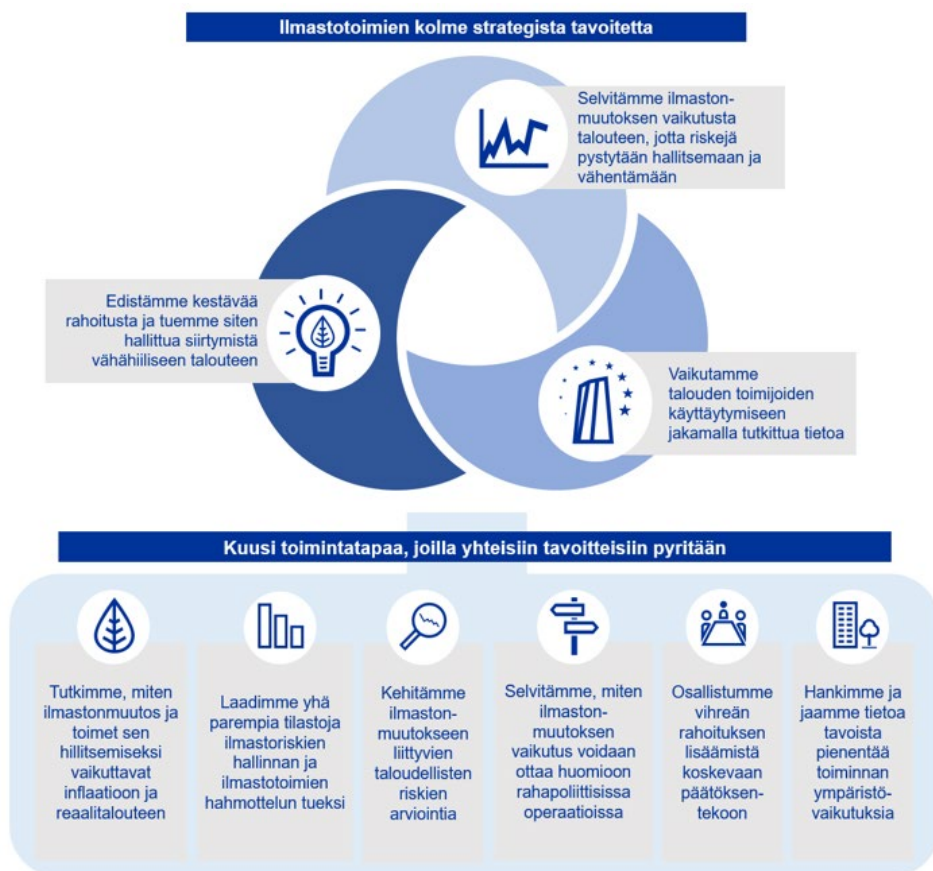 Ilmastotoimien kolme strategista tavoitetta
Selvitämme ilmaston-
muutoksen vaikutusta
talouteen, jotta riskejä
pystytään hallitsemaan ja
vähentämään
Edistämme kestävää
rahoitusta ja tuemme siten
hallittua siirtymistä
vähähiiliseen talouteen
Vaikutamme
talouden toimijoiden
käyttäytymiseen
jakamalla tutkittua tietoa
Kuusi toimintatapaa, joilla yhteisiin tavoitteisiin pyritään
Tutkimme, miten
ilmastonmuutos ja
toimet sen
hillitsemiseksi
vaikuttavat
inflaatioon ja
reaalitalouteen
Laadimme yhä
parempia tilastoja
ilmastoriskien
hallinnan ja
ilmastotoimien
hahmottelun tueksi
Kehitämme
ilmaston-
muutokseen
liittyvien
taloudellisten
riskien
arviointia
Selvitämme, miten
ilmaston-
muutoksen
vaikutus voidaan
ottaa huomioon
rahapoliittisissa
operaatioissa
Osallistumme
vihreän
rahoituksen
lisäämistä
koskevaan
päätöksen-
tekoon
Hankimme ja
jaamme tietoa
tavoista
pienentää
toiminnan
ympäristö-
vaikutuksia